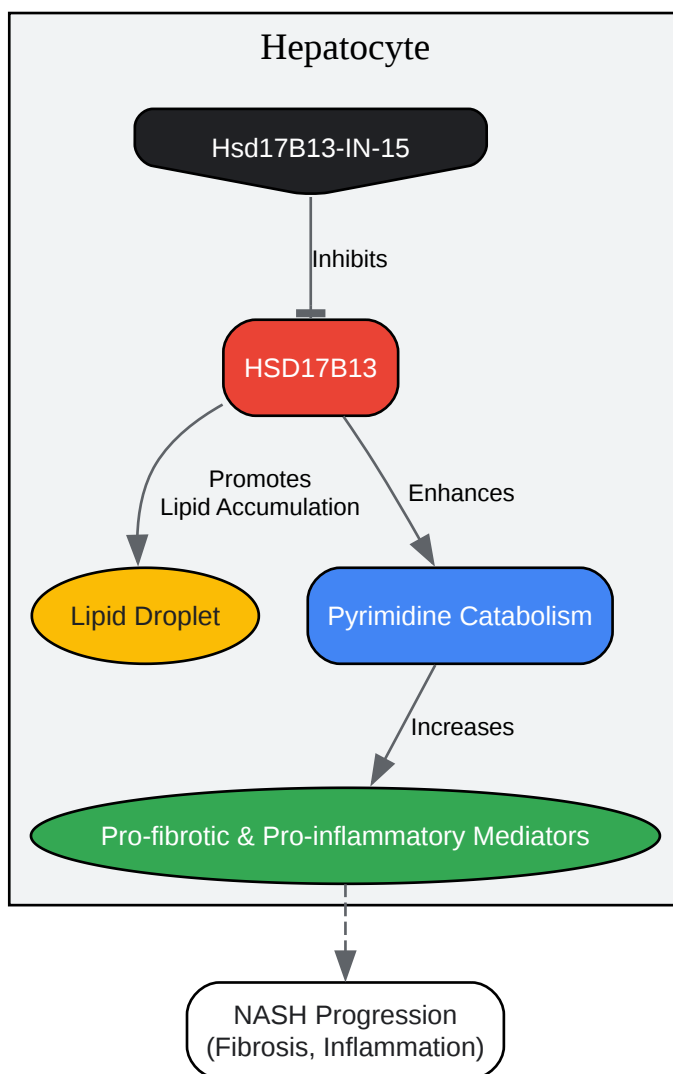 Hepatocyte
Hsd17B13-IN-15
Inhibits
HSD17B13
Promotes
Lipid Accumulation
Enhances
Lipid Droplet
Pyrimidine Catabolism
Increases
Pro-fibrotic & Pro-inflammatory Mediators
NASH Progression
(Fibrosis, Inflammation)